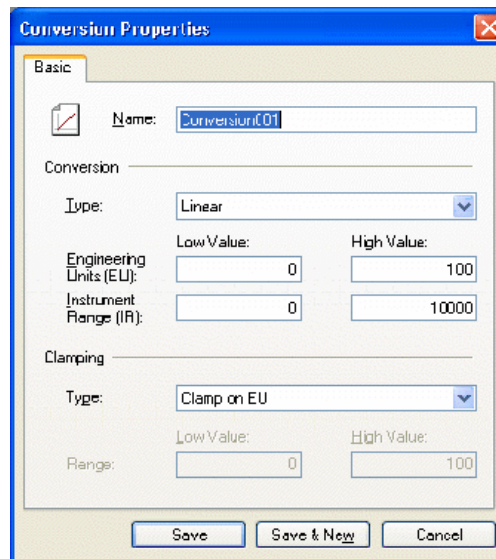 Conversion Properties
Basic
Name: Conversion001
Conversion
Type: Linear
Low Value: High Value:
Engineering
Units (EU): 0 100
Instrument
Range (IR): 0 10000
Clamping
Type: Clamp on EU
Low Value: High Value:
Range: 0 100
Save Save & New Cancel